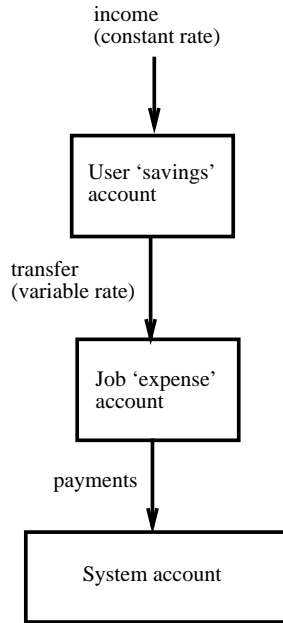 income
(constant rate)
User ‘savings’
account
transfer
(variable rate)
Job ‘expense’
account
payments
System account